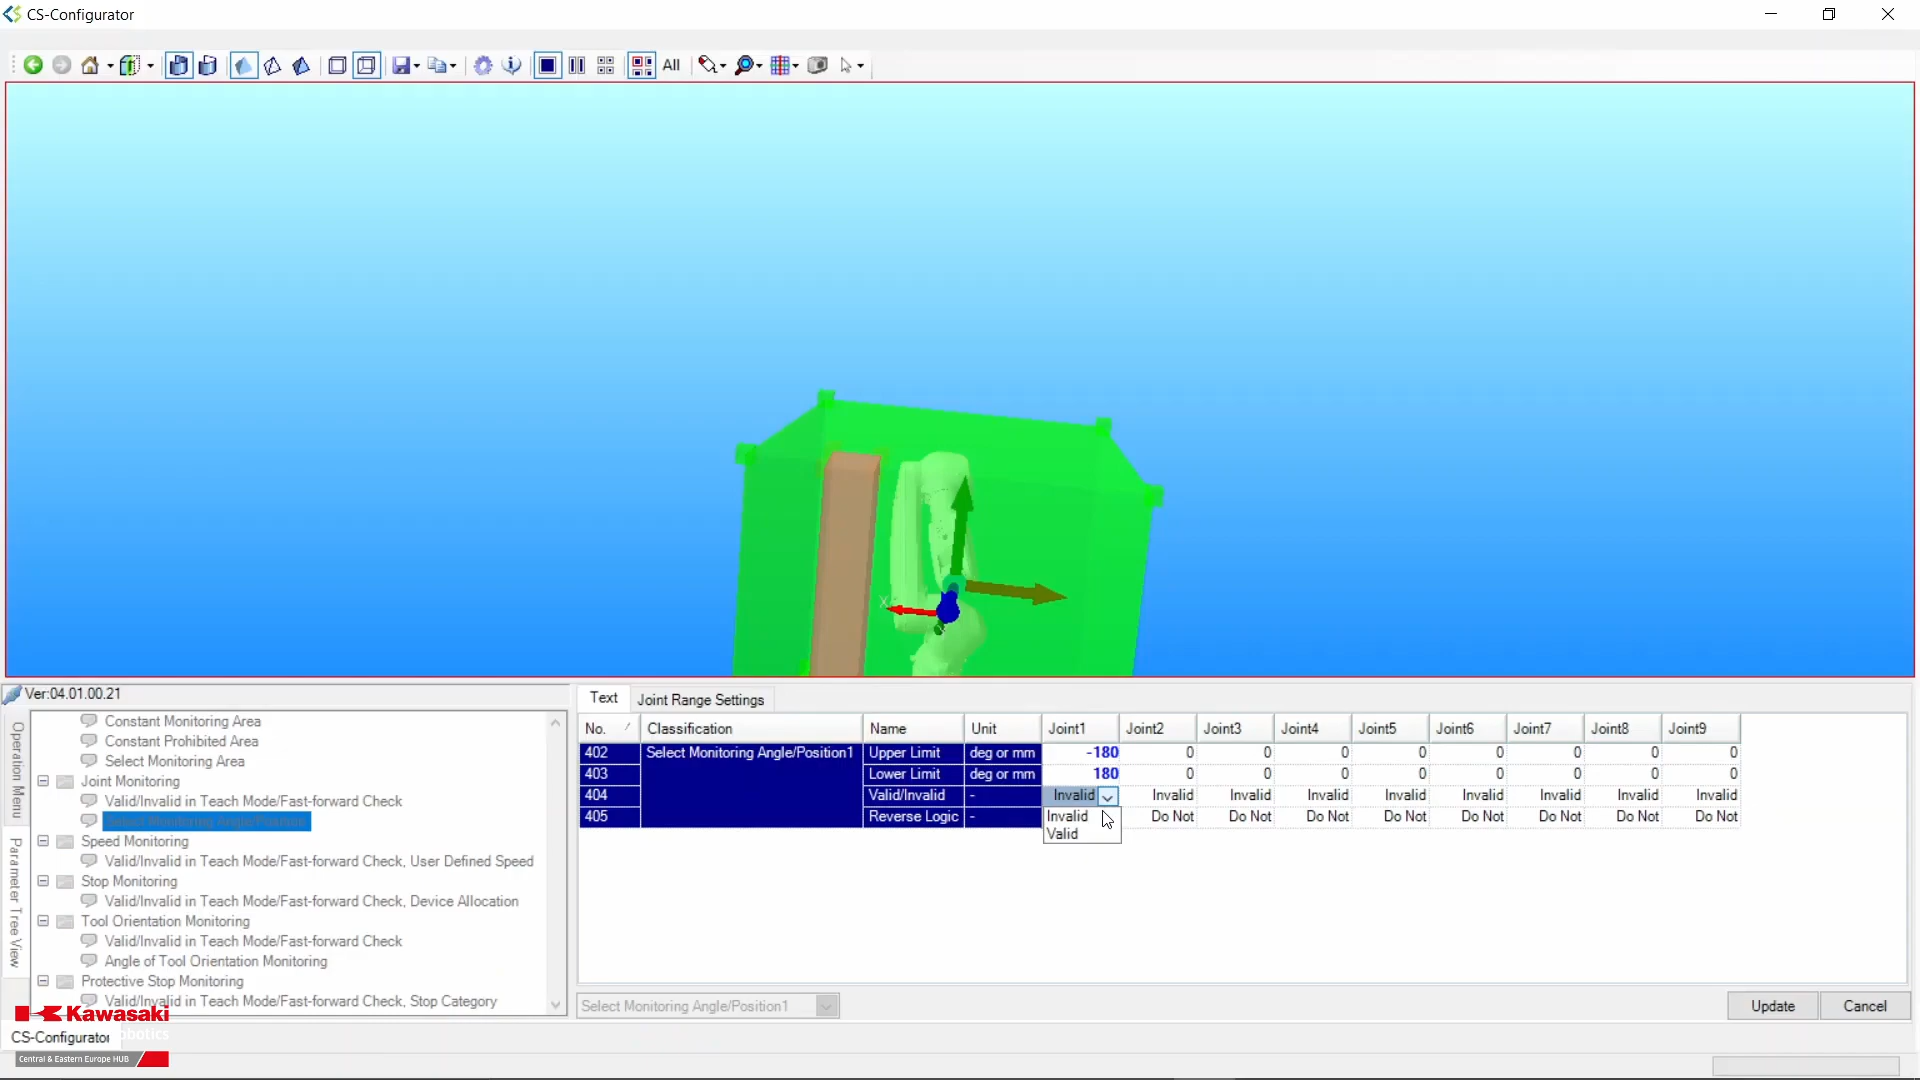 CS-Configurator
All
X
Ver:04.01.00.21
Operation Menu
Parameter Tree View
Constant Monitoring Area
Constant Prohibited Area
Select Monitoring Area
Joint Monitoring
Valid/Invalid in Teach Mode/Fast-forward Check
Select Monitoring Angle/Position
Speed Monitoring
Valid/Invalid in Teach Mode/Fast-forward Check, User Defined Speed
Stop Monitoring
Valid/Invalid in Teach Mode/Fast-forward Check, Device Allocation
Tool Orientation Monitoring
Valid/Invalid in Teach Mode/Fast-forward Check
Angle of Tool Orientation Monitoring
Protective Stop Monitoring
Valid/Invalid in Teach Mode/Fast-forward Check, Stop Category
Text Joint Range Settings
No. Classification Name Unit Joint1 Joint2 Joint3 Joint4 Joint5 Joint6 Joint7 Joint8 Joint9
402 Select Monitoring Angle/Position1 Upper Limit deg or mm -180 0 0 0 0 0 0 0 0
403 Lower Limit deg or mm 180 0 0 0 0 0 0 0 0
404 Valid/Invalid - Invalid Invalid Invalid Invalid Invalid Invalid Invalid Invalid Invalid
405 Reverse Logic - Do Not Do Not Do Not Do Not Do Not Do Not Do Not Do Not
Invalid
Valid
Select Monitoring Angle/Position1
Update Cancel
Kawasaki
CS-Configurator
Central & Eastern Europe HUB